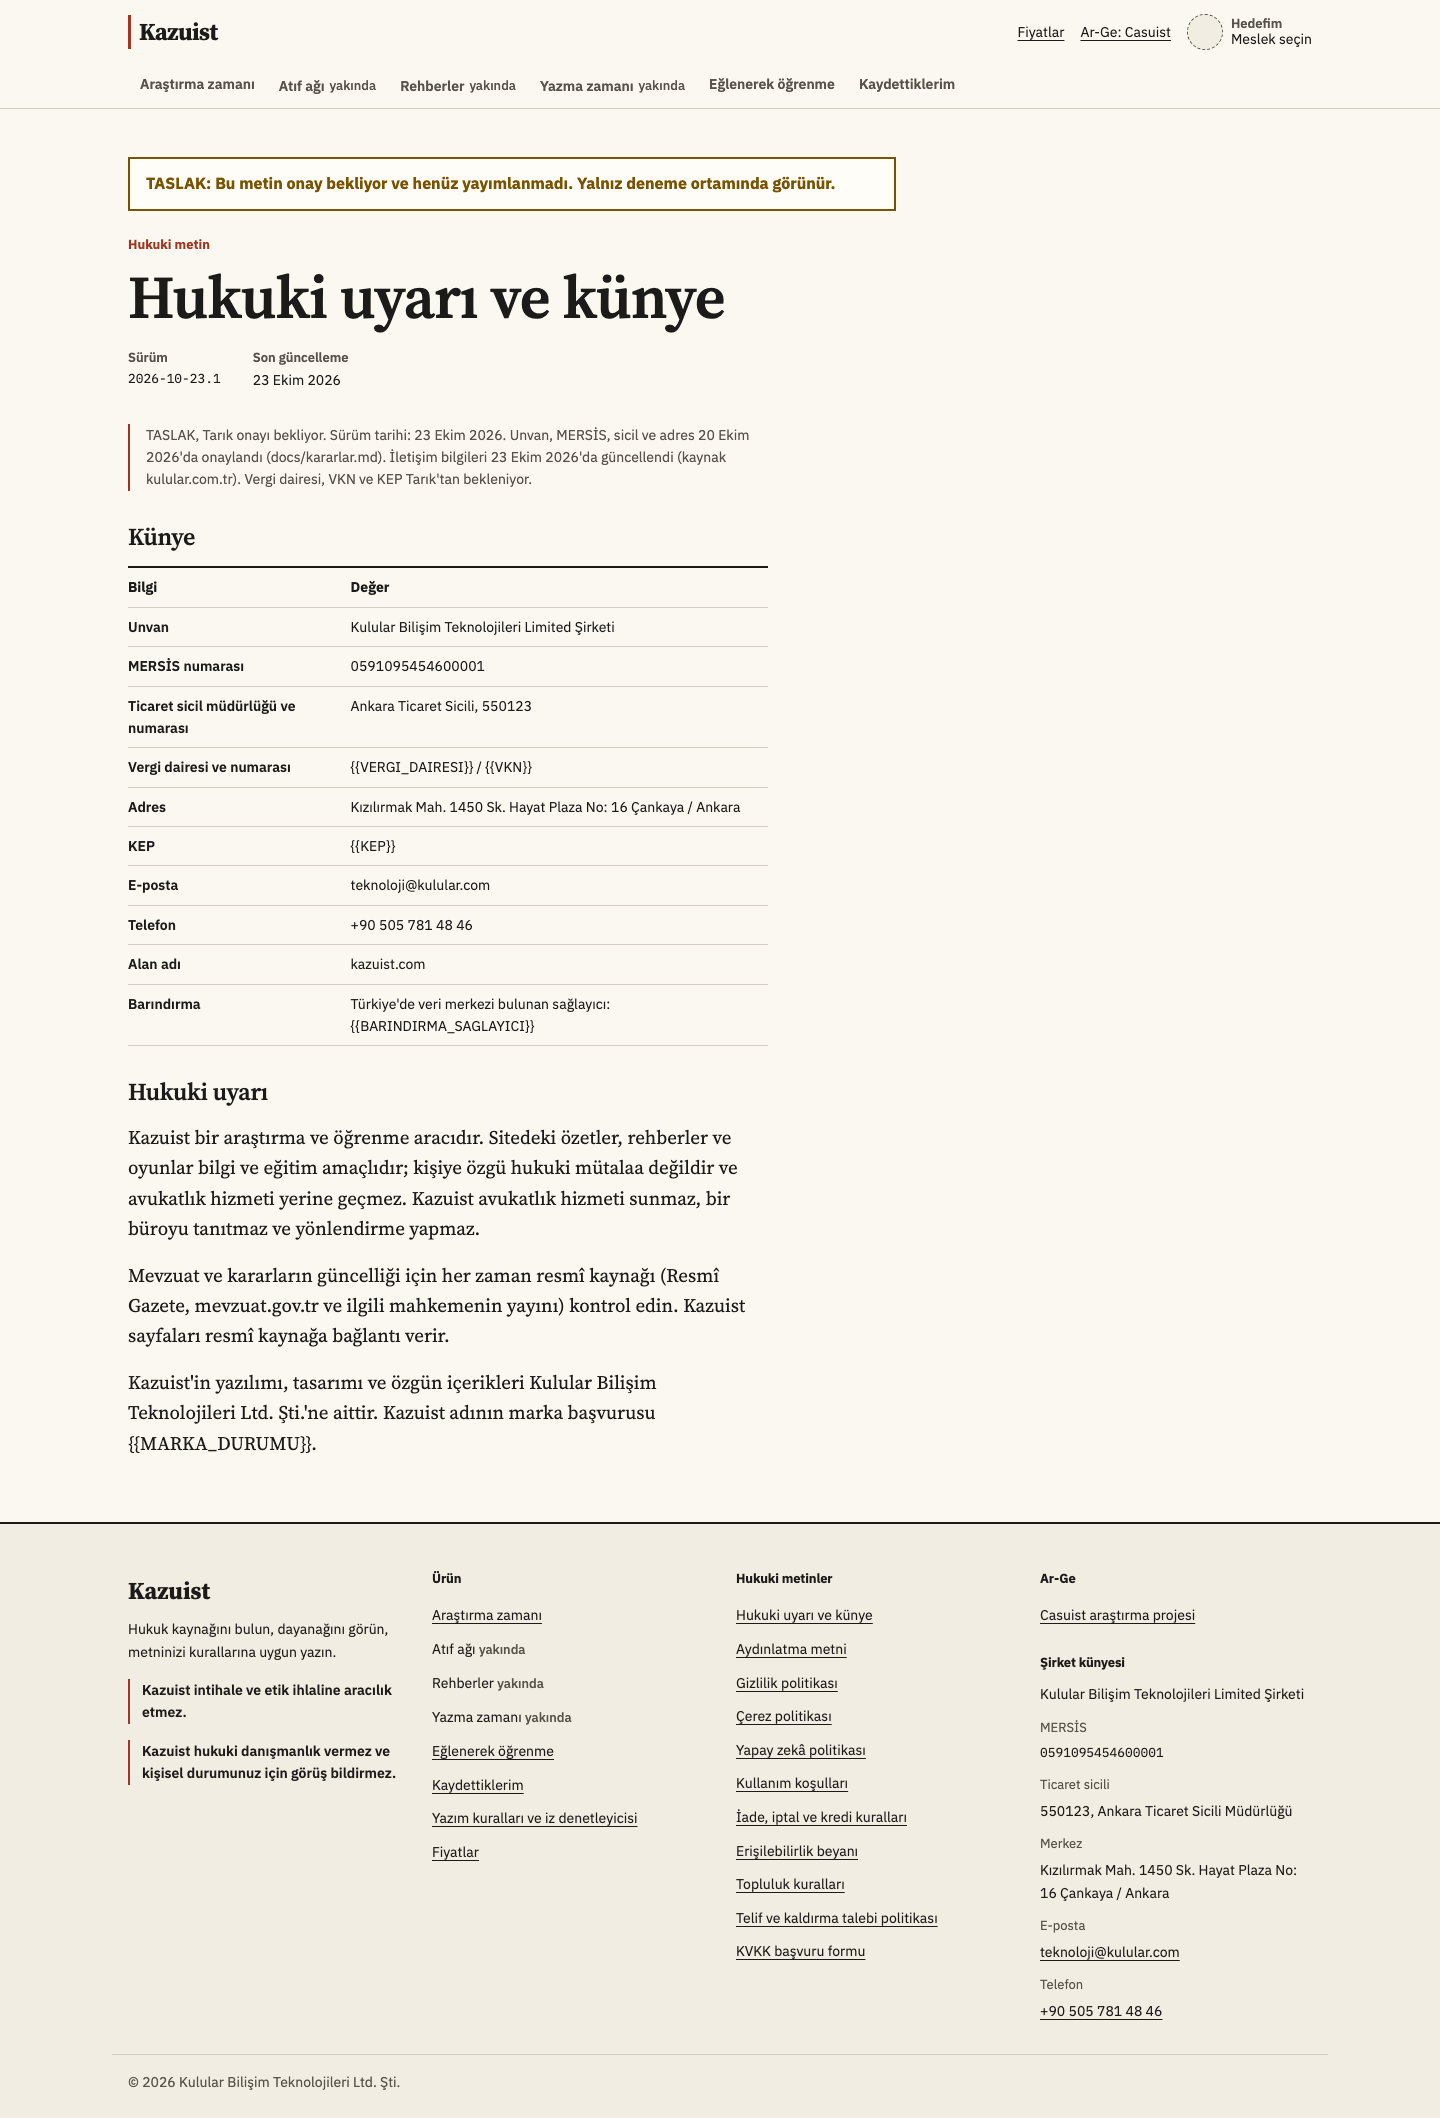 Kazuist
Fiyatlar
Ar-Ge: Casuist
Hedefim
Meslek seçin
Araştırma zamanı
Atıf ağı yakında
Rehberler yakında
Yazma zamanı yakında
Eğlenerek öğrenme
Kaydettiklerim
TASLAK: Bu metin onay bekliyor ve henüz yayımlanmadı. Yalnız deneme ortamında görünür.
Hukuki metin
Hukuki uyarı ve künye
Sürüm
2026-10-23.1
Son güncelleme
23 Ekim 2026
TASLAK, Tarık onayı bekliyor. Sürüm tarihi: 23 Ekim 2026. Unvan, MERSİS, sicil ve adres 20 Ekim
2026'da onaylandı (docs/kararlar.md). İletişim bilgileri 23 Ekim 2026'da güncellendi (kaynak
kulular.com.tr). Vergi dairesi, VKN ve KEP Tarık'tan bekleniyor.
Künye
Bilgi Değer
Unvan Kulular Bilişim Teknolojileri Limited Şirketi
MERSİS numarası 0591095454600001
Ticaret sicil müdürlüğü ve
numarası
Ankara Ticaret Sicili, 550123
Vergi dairesi ve numarası {{VERGI_DAIRESI}} / {{VKN}}
Adres Kızılırmak Mah. 1450 Sk. Hayat Plaza No: 16 Çankaya / Ankara
KEP {{KEP}}
E-posta teknoloji@kulular.com
Telefon +90 505 781 48 46
Alan adı kazuist.com
Barındırma Türkiye'de veri merkezi bulunan sağlayıcı:
{{BARINDIRMA_SAGLAYICI}}
Hukuki uyarı
Kazuist bir araştırma ve öğrenme aracıdır. Sitedeki özetler, rehberler ve
oyunlar bilgi ve eğitim amaçlıdır; kişiye özgü hukuki mütalaa değildir ve
avukatlık hizmeti yerine geçmez. Kazuist avukatlık hizmeti sunmaz, bir
büroyu tanıtmaz ve yönlendirme yapmaz.
Mevzuat ve kararların güncelliği için her zaman resmî kaynağı (Resmî
Gazete, mevzuat.gov.tr ve ilgili mahkemenin yayını) kontrol edin. Kazuist
sayfaları resmî kaynağa bağlantı verir.
Kazuist'in yazılımı, tasarımı ve özgün içerikleri Kulular Bilişim
Teknolojileri Ltd. Şti.'ne aittir. Kazuist adının marka başvurusu
{{MARKA_DURUMU}}.
Kazuist
Hukuk kaynağını bulun, dayanağını görün,
metninizi kurallarına uygun yazın.
Kazuist intihale ve etik ihlaline aracılık
etmez.
Kazuist hukuki danışmanlık vermez ve
kişisel durumunuz için görüş bildirmez.
Ürün
Araştırma zamanı
Atıf ağı yakında
Rehberler yakında
Yazma zamanı yakında
Eğlenerek öğrenme
Kaydettiklerim
Yazım kuralları ve iz denetleyicisi
Fiyatlar
Hukuki metinler
Hukuki uyarı ve künye
Aydınlatma metni
Gizlilik politikası
Çerez politikası
Yapay zekâ politikası
Kullanım koşulları
İade, iptal ve kredi kuralları
Erişilebilirlik beyanı
Topluluk kuralları
Telif ve kaldırma talebi politikası
KVKK başvuru formu
Ar-Ge
Casuist araştırma projesi
Şirket künyesi
Kulular Bilişim Teknolojileri Limited Şirketi
MERSİS
0591095454600001
Ticaret sicili
550123, Ankara Ticaret Sicili Müdürlüğü
Merkez
Kızılırmak Mah. 1450 Sk. Hayat Plaza No:
16 Çankaya / Ankara
E-posta
teknoloji@kulular.com
Telefon
+90 505 781 48 46
© 2026 Kulular Bilişim Teknolojileri Ltd. Şti.